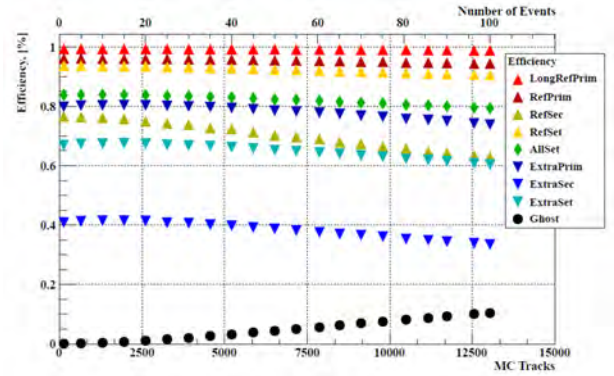 Number of Events
0 20 40 60 80 100
Efficiency, [%]
1
0.8
0.6
0.4
0.2
0
Efficiency
LongRefPrim
RefPrim
RefSec
RefSet
AllSet
ExtraPrim
ExtraSec
ExtraSet
Ghost
0 2500 5000 7500 10000 12500 15000
MC Tracks